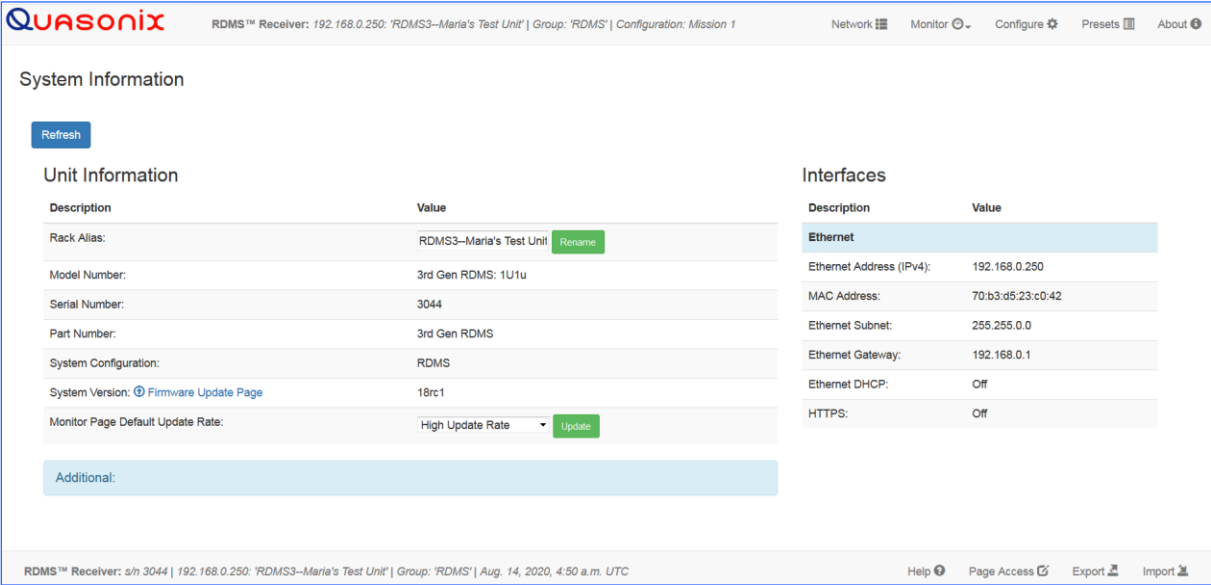 Quasonix RDMS™ Receiver: 192.168.0.250: 'RDMS3--Maria's Test Unit' | Group: 'RDMS' | Configuration: Mission 1 Network Monitor Configure Presets About
System Information
Refresh
Unit Information
Description Value
Rack Alias: RDMS3--Maria's Test Unit Rename
Model Number: 3rd Gen RDMS: 1U1u
Serial Number: 3044
Part Number: 3rd Gen RDMS
System Configuration: RDMS
System Version: Firmware Update Page 18rc1
Monitor Page Default Update Rate: High Update Rate Update
Additional:
Interfaces
Description Value
Ethernet
Ethernet Address (IPv4): 192.168.0.250
MAC Address: 70:b3:d5:23:c0:42
Ethernet Subnet: 255.255.0.0
Ethernet Gateway: 192.168.0.1
Ethernet DHCP: Off
HTTPS: Off
RDMS™ Receiver: s/n 3044 | 192.168.0.250: 'RDMS3--Maria's Test Unit' | Group: 'RDMS' | Aug. 14, 2020, 4:50 a.m. UTC Help Page Access Export Import